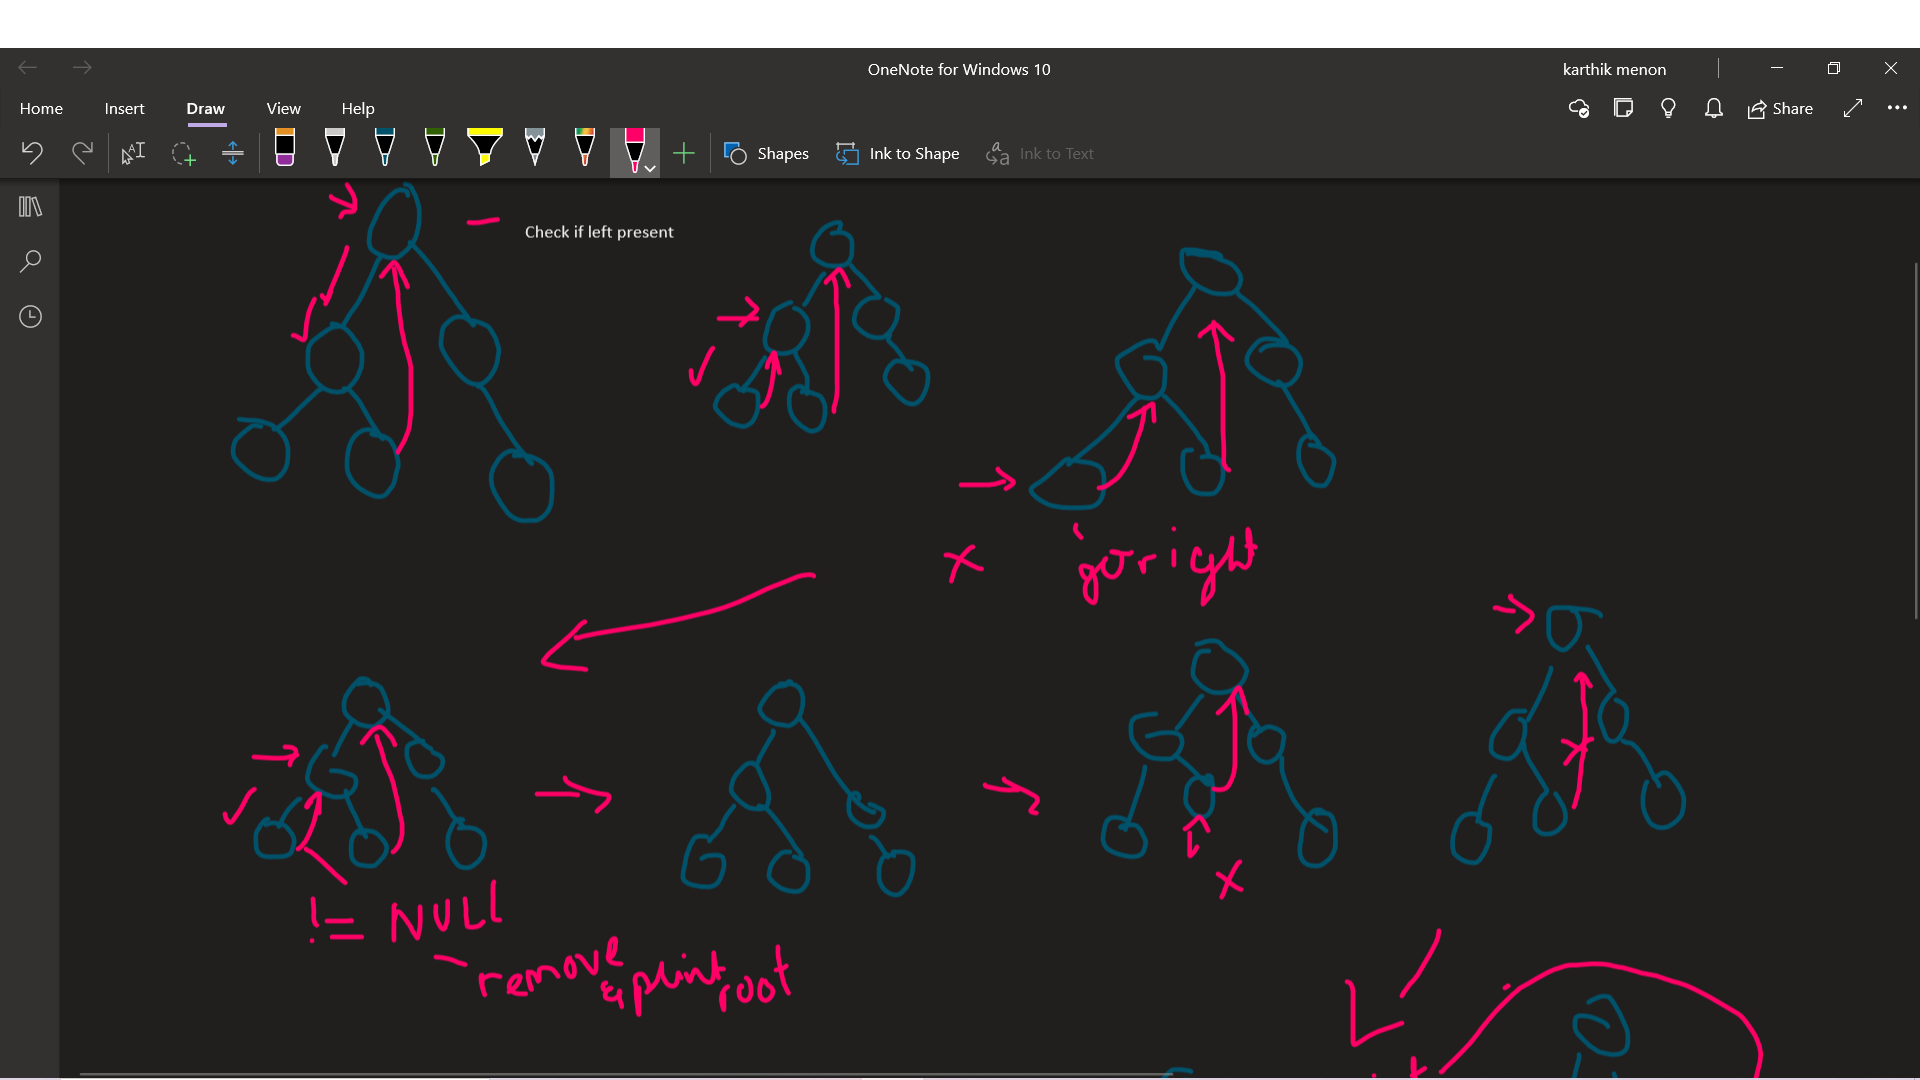 OneNote for Windows 10
karthik menon
Home Insert Draw View Help
Share
Shapes Ink to Shape Ink to Text
Check if left present
x go right
!= NULL
x
- remove & print root